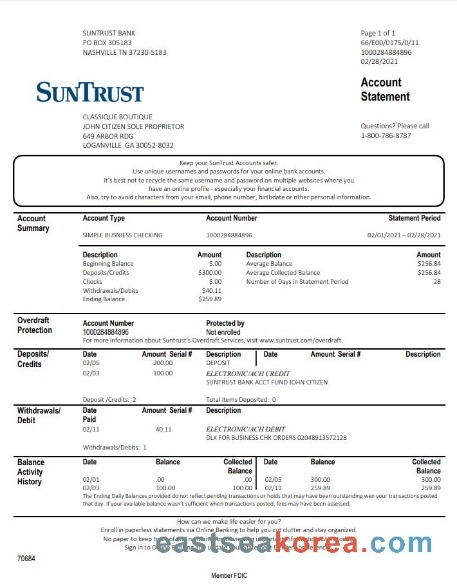 SUNTRUST BANK
PO BOX 305183
NASHVILLE TN 37230-5183
Page 1 of 1
66/E00/0175/0/11
1000284884896
02/28/2021
SUNTRUST
Account
Statement
CLASSIQUE BOUTIQUE
JOHN CITIZEN SOLE PROPRIETOR
649 ARBOR RDG
LOGANVILLE GA 30052-8032
Questions? Please call
1-800-786-8787
Keep your SunTrust Accounts safer.
Use unique usernames and passwords for your online bank accounts.
It's best not to recycle the same username and password on multiple websites where you
have an online profile - especially your financial accounts.
Also, try to avoid characters from your email, phone number, birthdate or other personal information.
Account Summary
Account Type Account Number Statement Period
SIMPLE BUSNIESS CHECKING 1000284884896 02/01/2021 – 02/28/2021
Description Amount Description Amount
Beginning Balance $.00 Average Balance $256.84
Deposits/Credits $300.00 Average Collected Balance $256.84
Checks $.00 Number of Days in Statement Period 28
Withdrawals/Debits $40.11
Ending Balance $259.89
Overdraft Protection
Account Number Protected by
1000284884896 Not enrolled
For more information about Suntrust's Overdraft Services, visit www.suntrust.com/overdraft.
Deposits/ Credits
Date Amount Serial # Description Date Amount Serial # Description
02/05 200.00 DEPOSIT
02/03 100.00 ELECTRONIC/ACH CREDIT
SUNTRUST BANK ACCT FUND JOHN CITIZEN
Deposit /Credits: 2 Total Items Deposited: 0
Withdrawals/ Debit
Date Paid Amount Serial # Description
02/11 40.11 ELECTRONIC/ACH DEBIT
DLX FOR BUSINESS CHK ORDERS 02048913572128
Withdrawals/Debits: 1
Balance Activity History
Date Balance Collected Balance Date Balance Collected Balance
02/01 .00 .00 02/05 300.00 300.00
02/03 100.00 100.00 02/11 259.89 259.89
The Ending Daily Balances provided do not reflect pending transactions or holds that may have been outstanding wen your transactions posted
that day. If your available balance wasn't sufficient when transactions posted, fees may have been assessed.
How can we make life easier for you?
Enroll in paperless statements via Online Banking to help you cut clutter and stay organized.
No paper to keep
Sign in to
eastseakorea.com
70684
Member FDIC